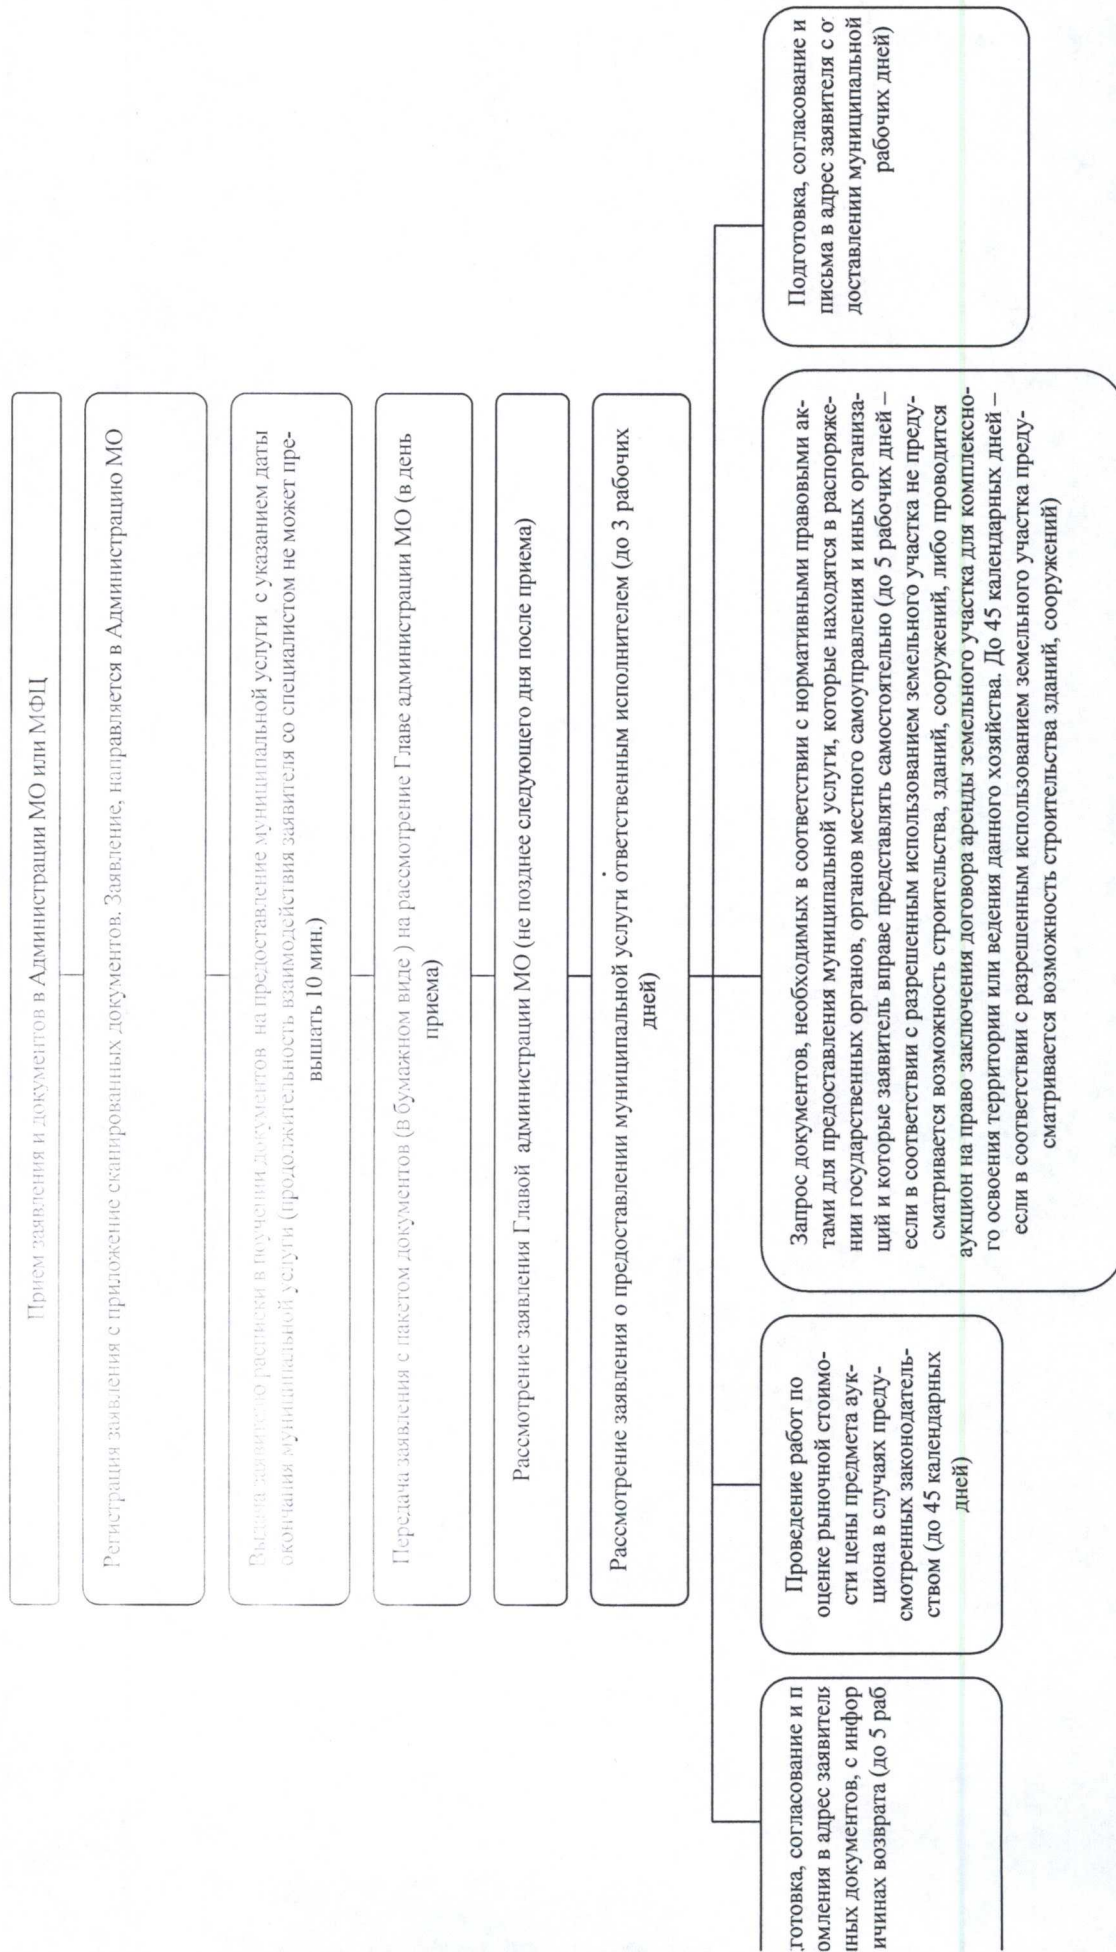 Прием заявления и документов в Администрации МО или МФЦ
Регистрация заявления с приложение сканированных документов. Заявление, направляется в Администрацию МО
Выдача заявителю расписки в поучении документов на предоставление муниципальной услуги с указанием даты
окончания муниципальной услуги (продолжительность взаимодействия заявителя со специалистом не может пре-
вышать 10 мин.)
Передача заявления с пакетом документов (в бумажном виде ) на рассмотрение Главе администрации МО (в день
приема)
Рассмотрение заявления Главой администрации МО (не позднее следующего дня после приема)
Рассмотрение заявления о предоставлении муниципальной услуги ответственным исполнителем (до 3 рабочих
дней)
готовка, согласование и п
омления в адрес заявителя
ных документов, с инфор
ичинах возврата (до 5 раб
Проведение работ по
оценке рыночной стоимо-
сти цены предмета аук-
циона в случаях преду-
смотренных законодатель-
ством (до 45 календарных
дней)
Запрос документов, необходимых в соответствии с нормативными правовыми ак-
тами для предоставления муниципальной услуги, которые находятся в распоряже-
нии государственных органов, органов местного самоуправления и иных организа-
ций и которые заявитель вправе представлять самостоятельно (до 5 рабочих дней –
если в соответствии с разрешенным использованием земельного участка не преду-
сматривается возможность строительства, зданий, сооружений, либо проводится
аукцион на право заключения договора аренды земельного участка для комплексно-
го освоения территории или ведения данного хозяйства. До 45 календарных дней –
если в соответствии с разрешенным использованием земельного участка преду-
сматривается возможность строительства зданий, сооружений)
Подготовка, согласование и
письма в адрес заявителя с о
доставлении муниципальной
рабочих дней)